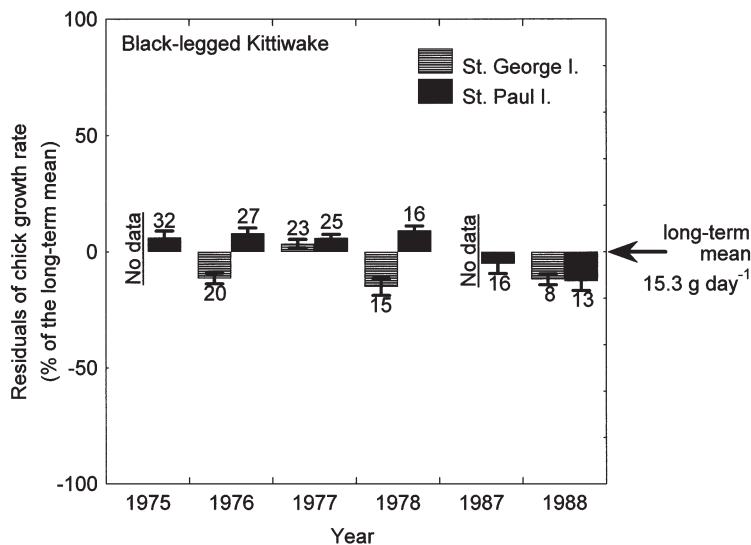 100
Black-legged Kittiwake
St. George I.
St. Paul I.
50
0
-50
-100
Residuals of chick growth rate
(% of the long-term mean)
No data
32
20
27
23
25
15
16
No data
16
8
13
long-term
mean
15.3 g day⁻¹
1975 1976 1977 1978 1987 1988
Year